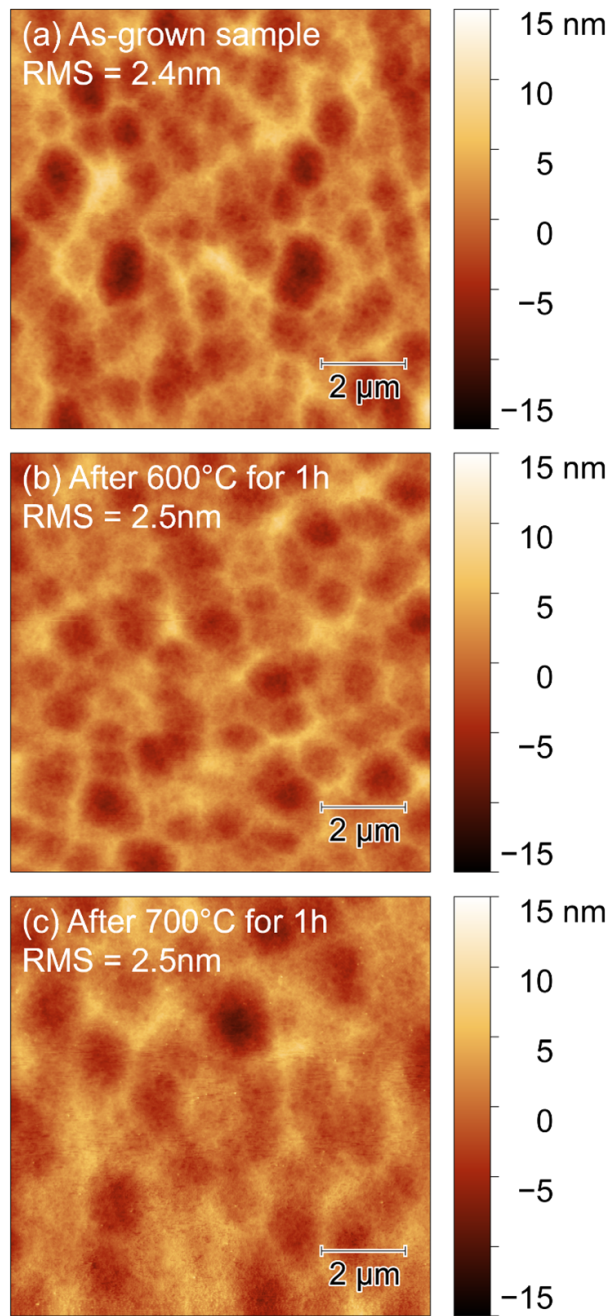 (a) As-grown sample
RMS = 2.4nm
2 µm
15 nm
10
5
0
−5
−15
(b) After 600°C for 1h
RMS = 2.5nm
2 µm
15 nm
10
5
0
−5
−15
(c) After 700°C for 1h
RMS = 2.5nm
2 µm
15 nm
10
5
0
−5
−15